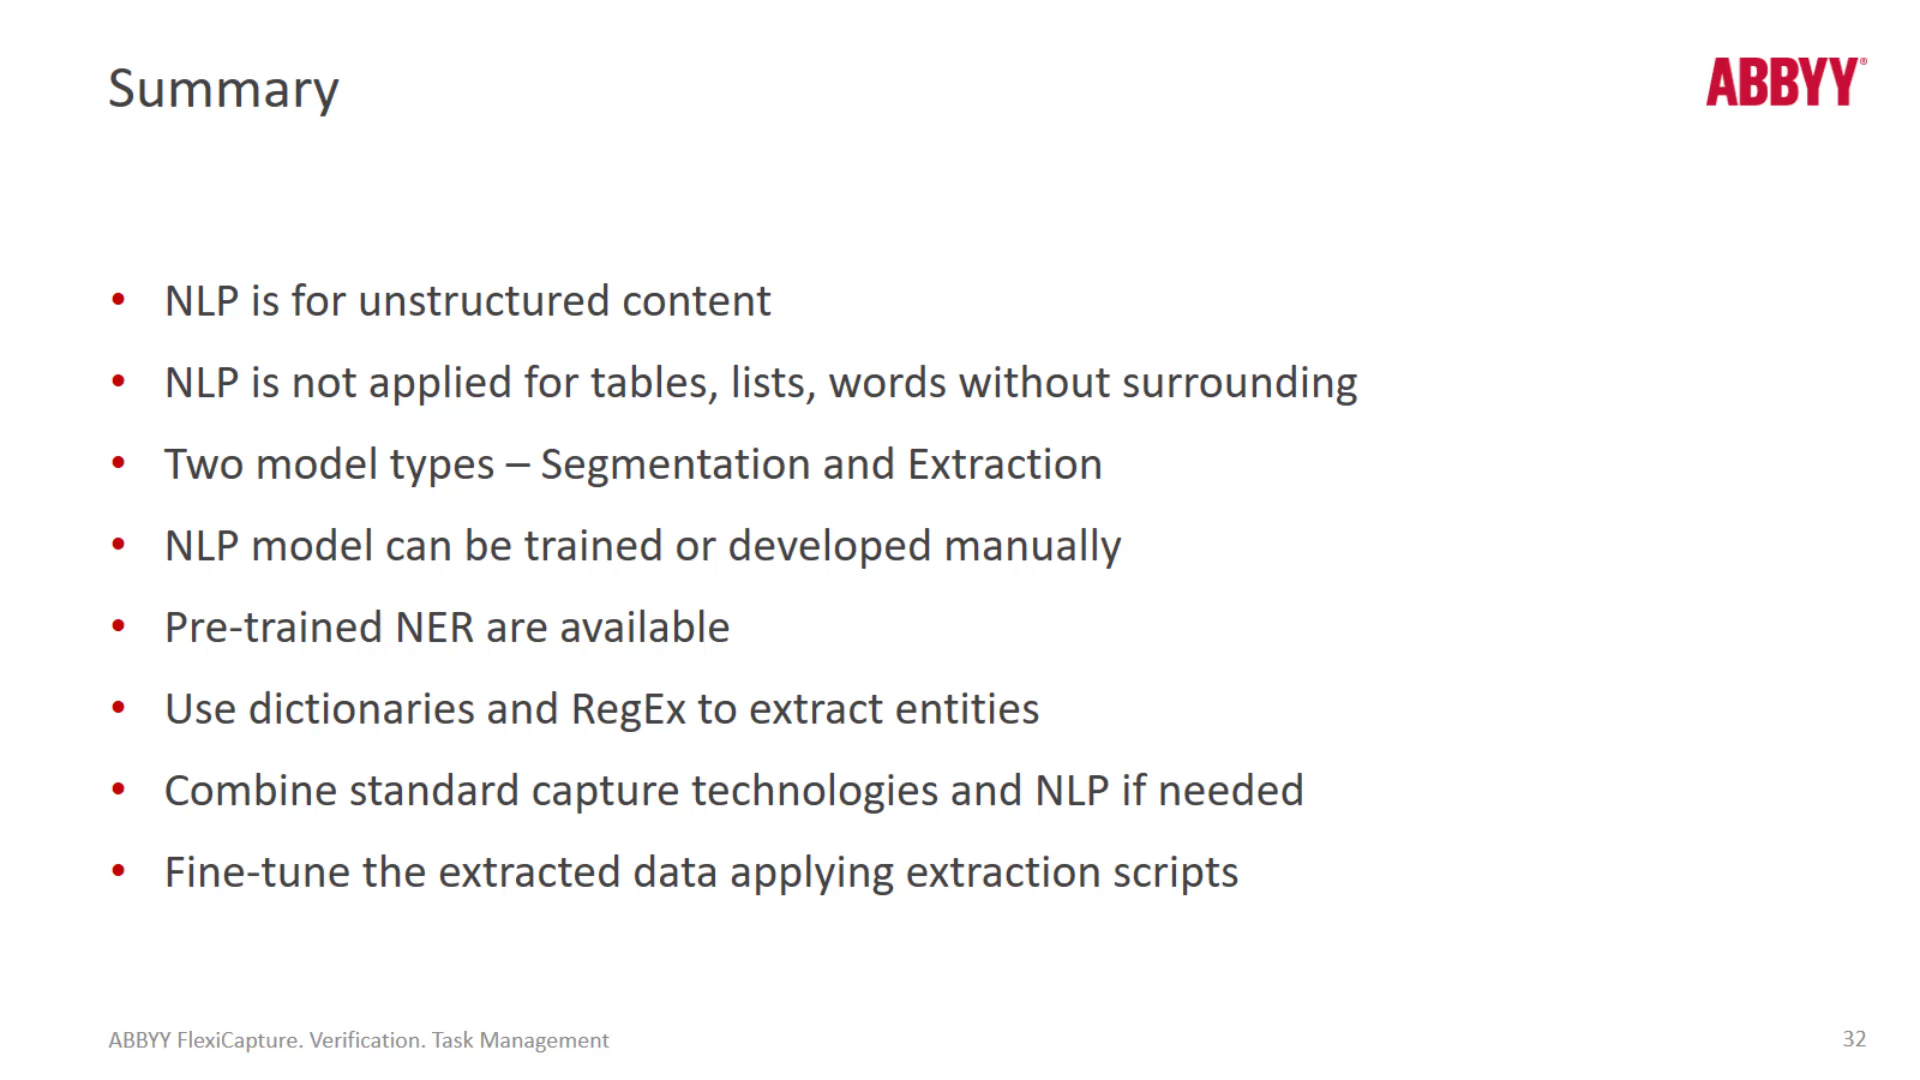 Summary
ABBYY®
• NLP is for unstructured content
• NLP is not applied for tables, lists, words without surrounding
• Two model types – Segmentation and Extraction
• NLP model can be trained or developed manually
• Pre-trained NER are available
• Use dictionaries and RegEx to extract entities
• Combine standard capture technologies and NLP if needed
• Fine-tune the extracted data applying extraction scripts
ABBYY FlexiCapture. Verification. Task Management
32